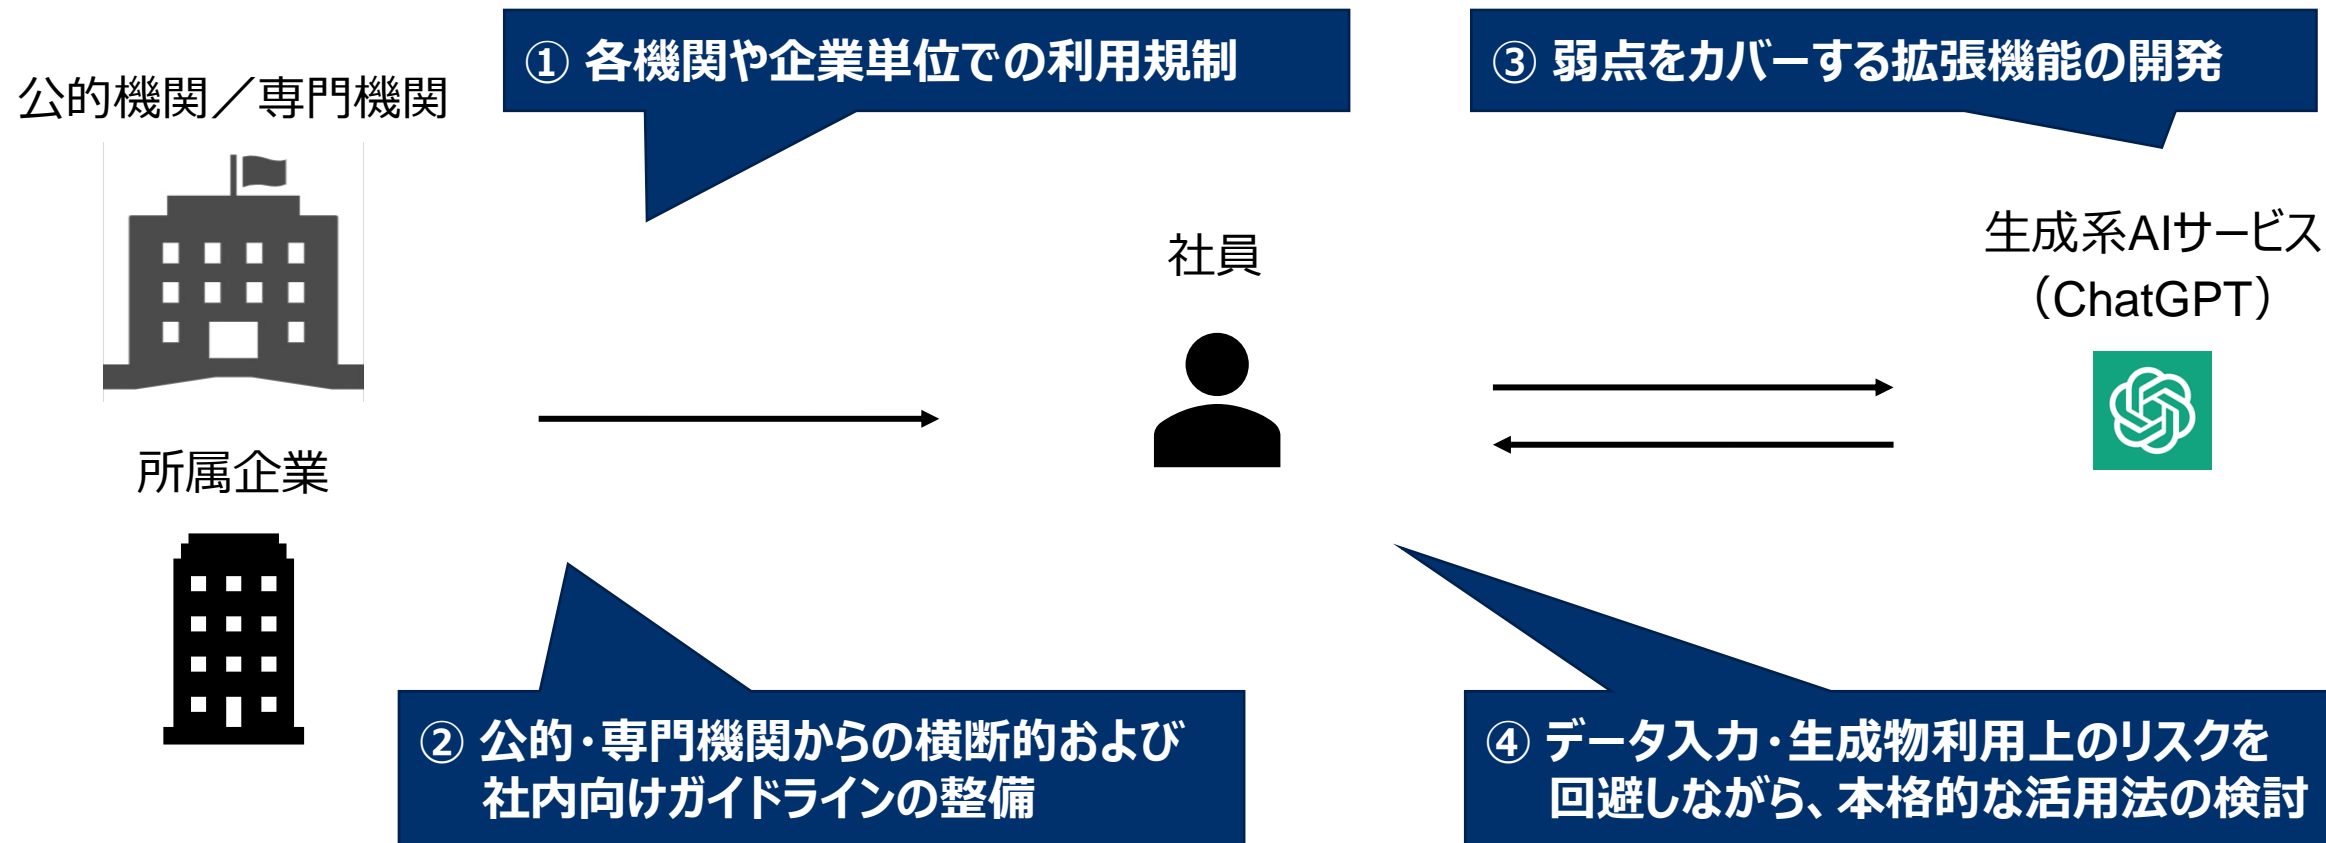 ① 各機関や企業単位での利用規制
③ 弱点をカバーする拡張機能の開発
公的機関／専門機関
社員
生成系AIサービス
（ChatGPT）
所属企業
② 公的・専門機関からの横断的および
社内向けガイドラインの整備
④ データ入力・生成物利用上のリスクを
回避しながら、本格的な活用法の検討